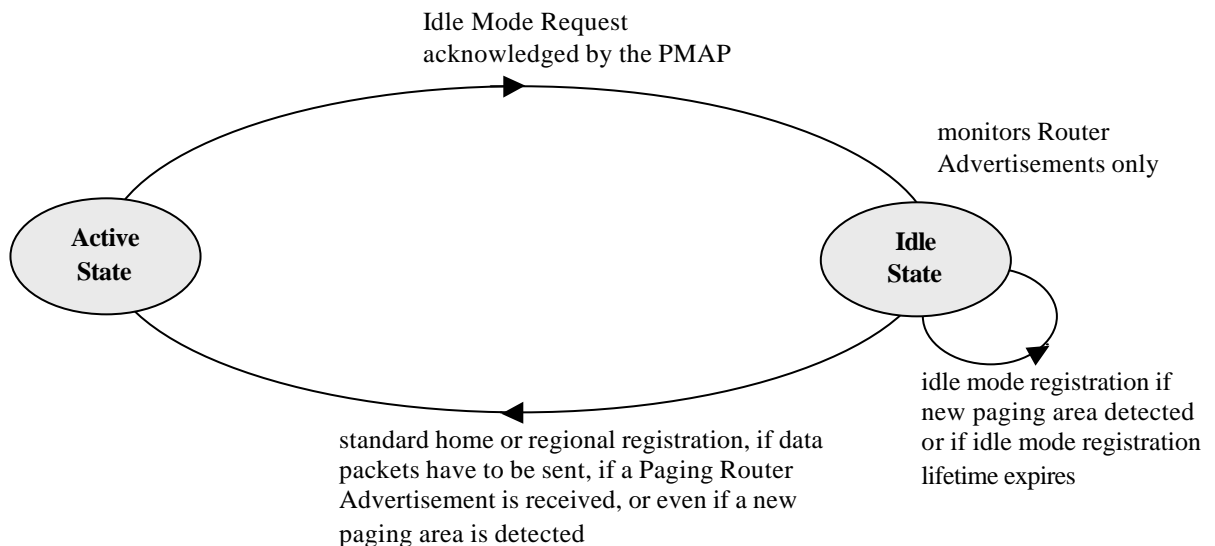 Idle Mode Request
acknowledged by the PMAP
monitors Router
Advertisements only
Active
State
Idle
State
idle mode registration if
new paging area detected
or if idle mode registration
lifetime expires
standard home or regional registration, if data
packets have to be sent, if a Paging Router
Advertisement is received, or even if a new
paging area is detected